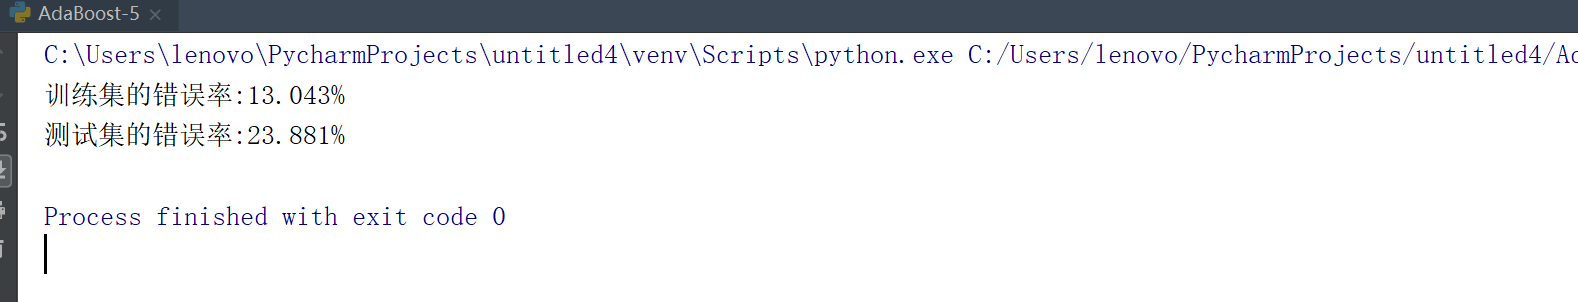 AdaBoost-5
C:\Users\lenovo\PycharmProjects\untitled4\venv\Scripts\python.exe C:/Users/lenovo/PycharmProjects/untitled4/Ad
训练集的错误率:13.043%
测试集的错误率:23.881%
Process finished with exit code 0